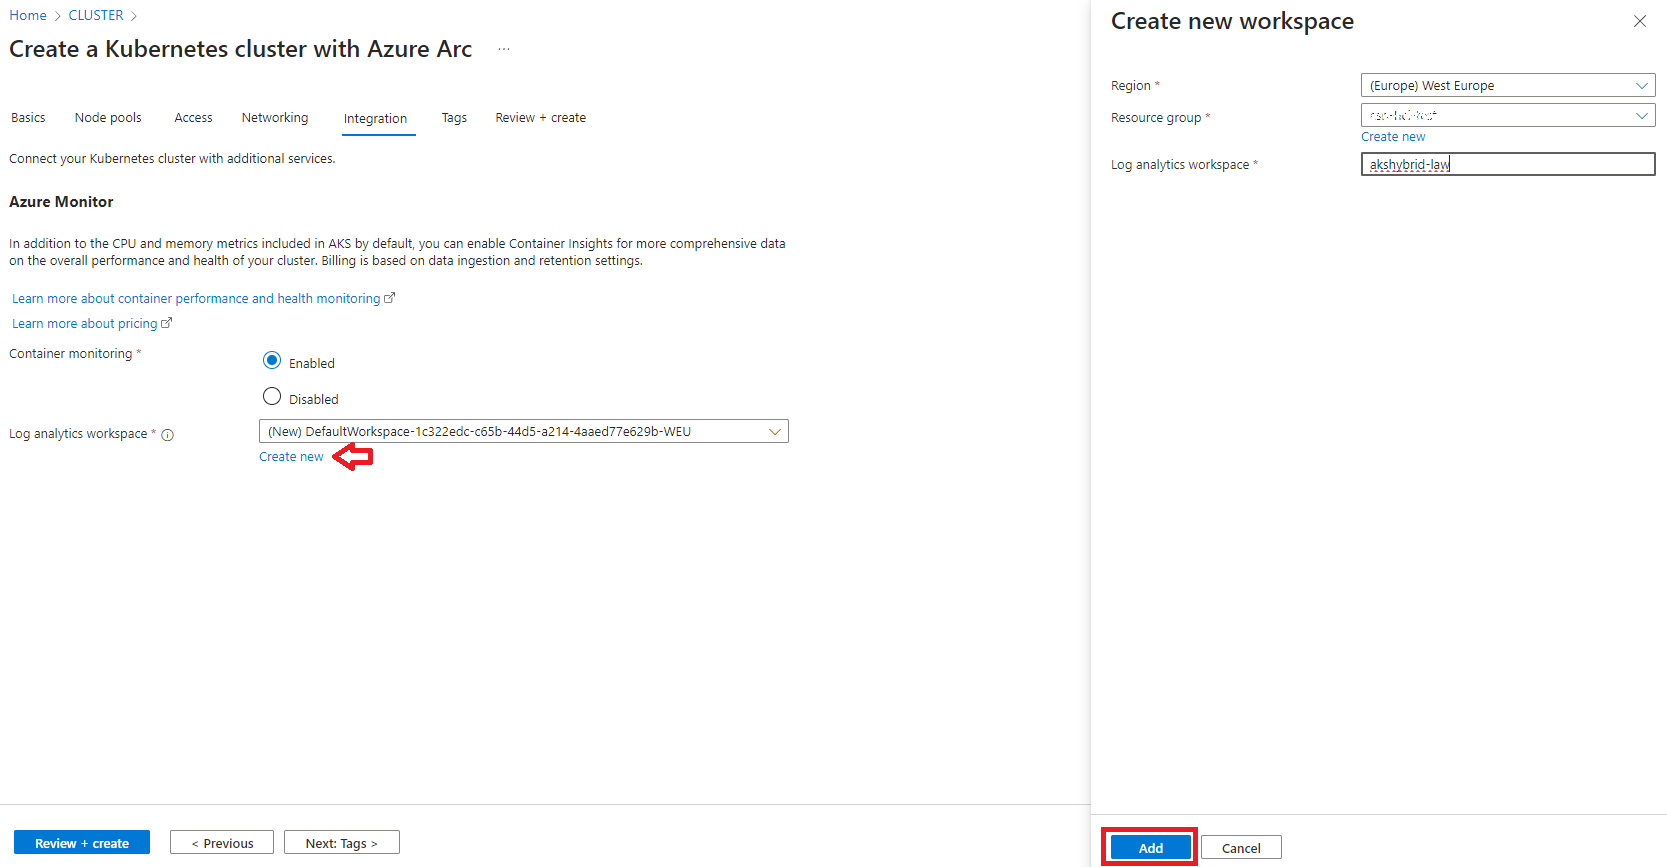 Home > CLUSTER >
Create a Kubernetes cluster with Azure Arc ...
Basics Node pools Access Networking Integration Tags Review + create
Connect your Kubernetes cluster with additional services.
Azure Monitor
In addition to the CPU and memory metrics included in AKS by default, you can enable Container Insights for more comprehensive data
on the overall performance and health of your cluster. Billing is based on data ingestion and retention settings.
Learn more about container performance and health monitoring
Learn more about pricing
Container monitoring *
Enabled
Disabled
Log analytics workspace *
(New) DefaultWorkspace-1c322edc-c65b-44d5-a214-4aaed77e629b-WEU
Create new
Review + create
< Previous
Next: Tags >
Create new workspace
Region *
(Europe) West Europe
Resource group *
Create new
Log analytics workspace *
akshybrid-law
Add
Cancel